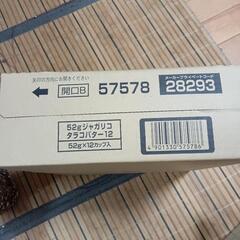 矢印の方向にお開きください
開口B
57578
メーカープライベートコード
28293
52gジャガリコ
タラコバター12
52g×12カップ入
4901330575786